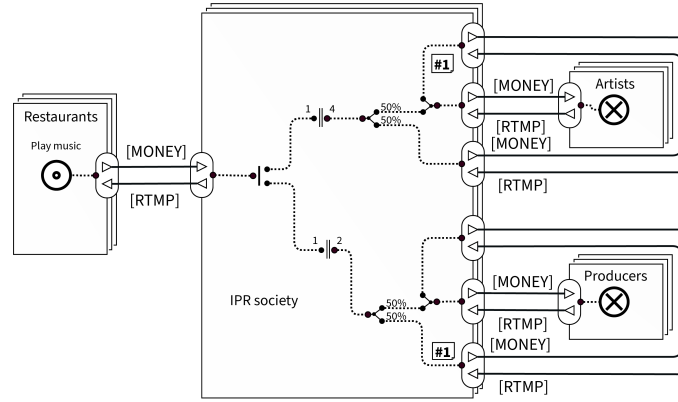 #1
[MONEY]
Artists
Restaurants
1
4
50%
50%
[RTMP]
[MONEY]
Play music
[MONEY]
[RTMP]
[RTMP]
1
2
Producers
[MONEY]
IPR society
50%
50%
[RTMP]
#1
[MONEY]
[RTMP]